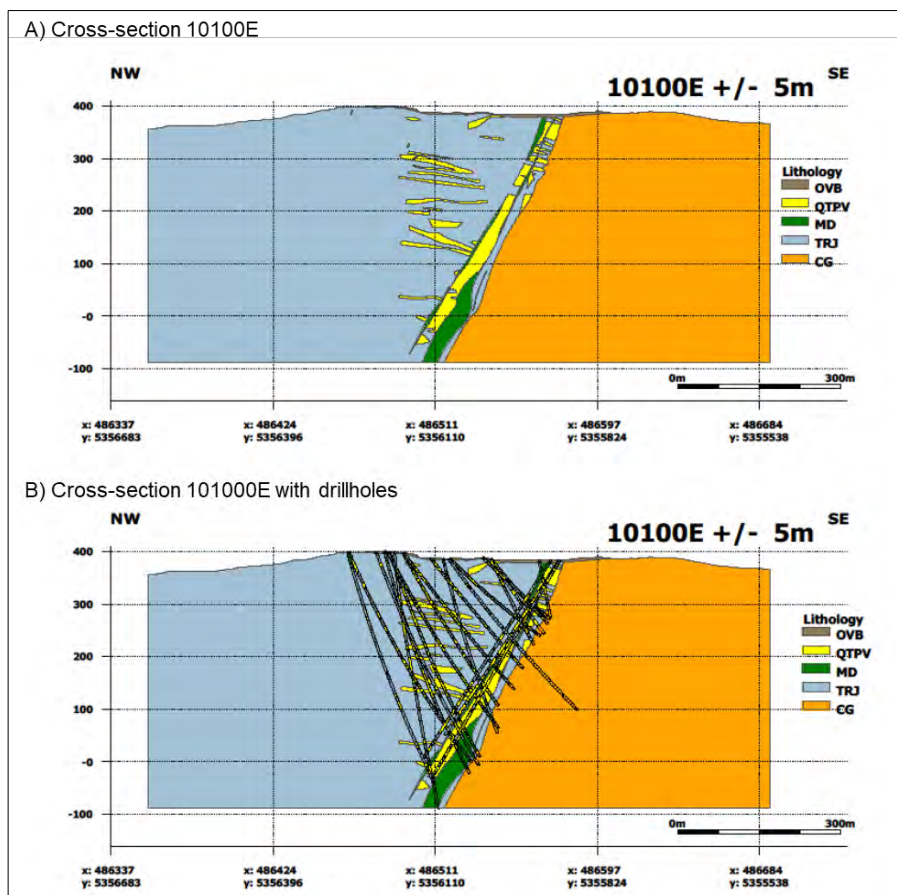 A) Cross-section 10100E
NW
10100E +/- 5m
SE
400
300
200
100
-0
-100
Lithology
OVB
QTPV
MD
TRJ
CG
0m 300m
x: 486337 x: 486424 x: 486511 x: 486597 x: 486684
y: 5356683 y: 5356396 y: 5356110 y: 5355824 y: 5355538
B) Cross-section 101000E with drillholes
NW
10100E +/- 5m
SE
400
300
200
100
-0
-100
Lithology
OVB
QTPV
MD
TRJ
CG
0m 300m
x: 486337 x: 486424 x: 486511 x: 486597 x: 486684
y: 5356683 y: 5356396 y: 5356110 y: 5355824 y: 5355538